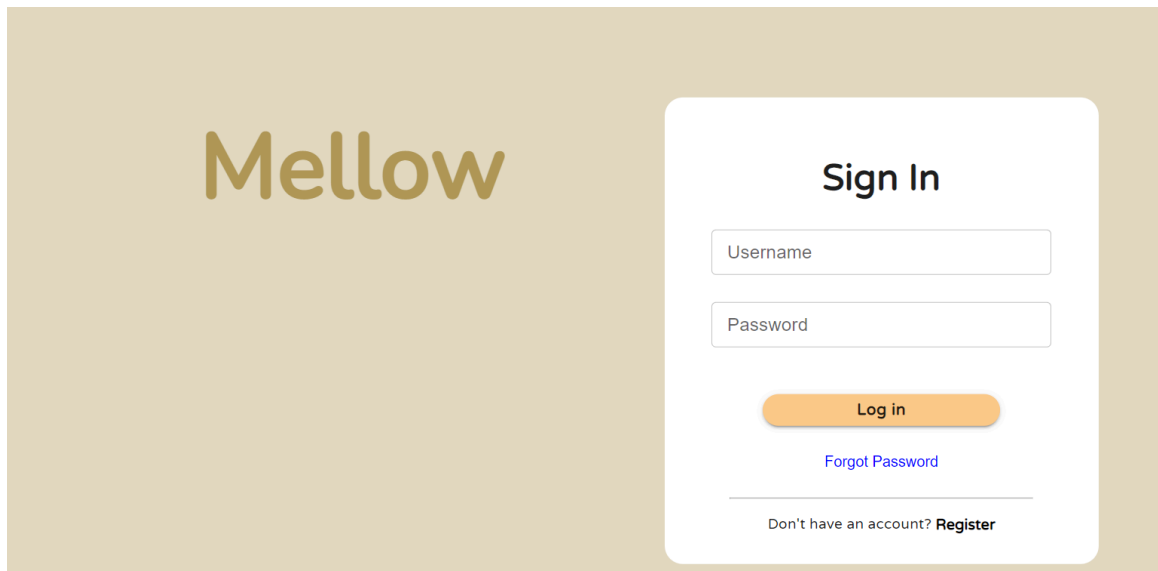 Mellow
Sign In
Username
Password
Log in
Forgot Password
Don't have an account? Register